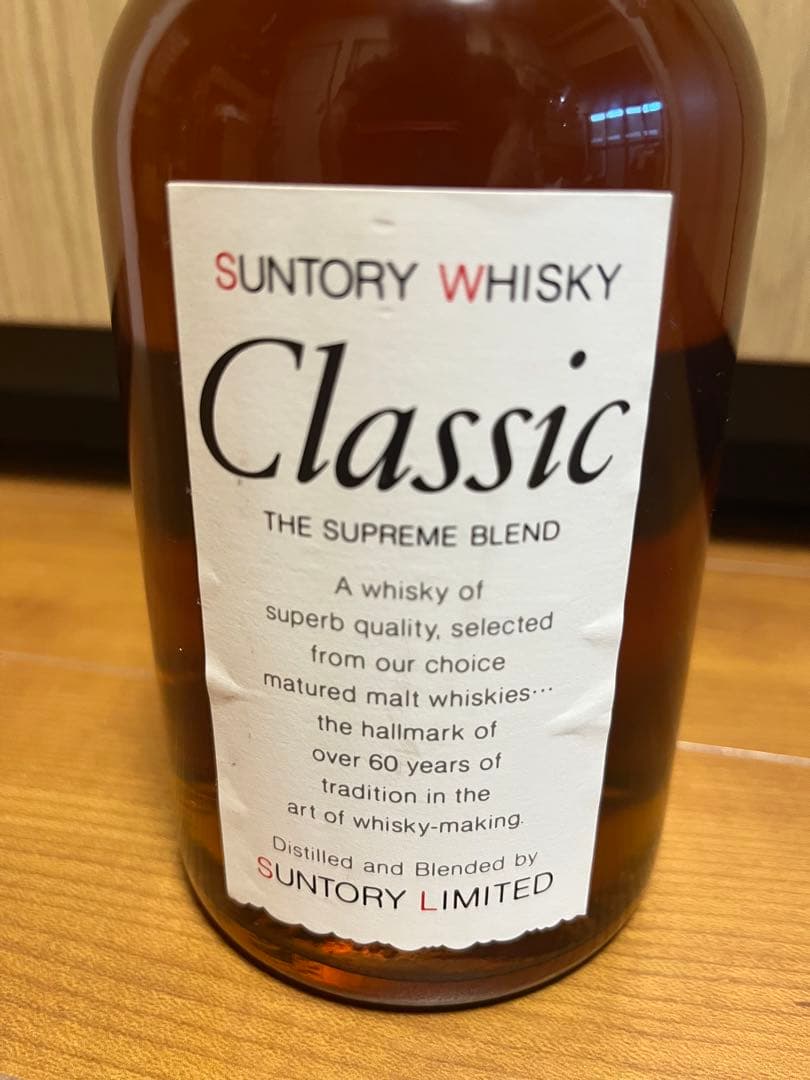 SUNTORY WHISKY
Classic
THE SUPREME BLEND
A whisky of
superb quality, selected
from our choice
matured malt whiskies…
the hallmark of
over 60 years of
tradition in the
art of whisky-making.
Distilled and Blended by
SUNTORY LIMITED